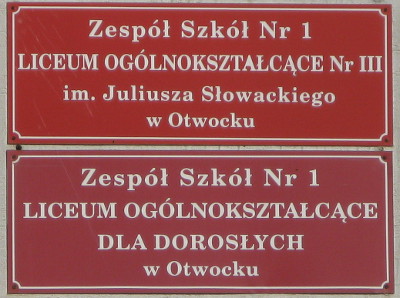 Zespół Szkół Nr 1
LICEUM OGÓLNOKSZTAŁCĄCE Nr III
im. Juliusza Słowackiego
w Otwocku
Zespół Szkół Nr 1
LICEUM OGÓLNOKSZTAŁCĄCE
DLA DOROSŁYCH
w Otwocku